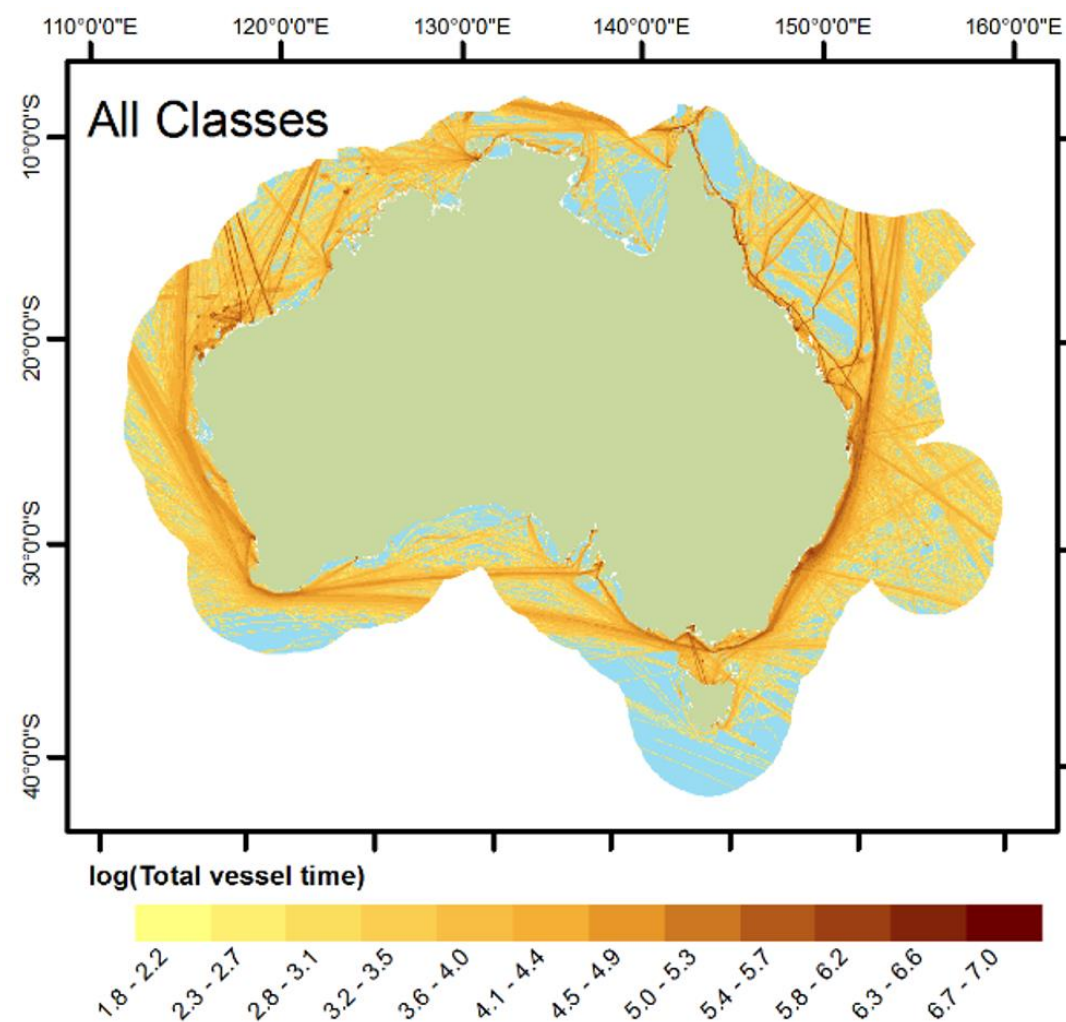 110°0'0"E 120°0'0"E 130°0'0"E 140°0'0"E 150°0'0"E 160°0'0"E
All Classes
10°0'0"S
20°0'0"S
30°0'0"S
40°0'0"S
log(Total vessel time)
1.8 - 2.2
2.3 - 2.7
2.8 - 3.1
3.2 - 3.5
3.6 - 4.0
4.1 - 4.4
4.5 - 4.9
5.0 - 5.3
5.4 - 5.7
5.8 - 6.2
6.3 - 6.6
6.7 - 7.0